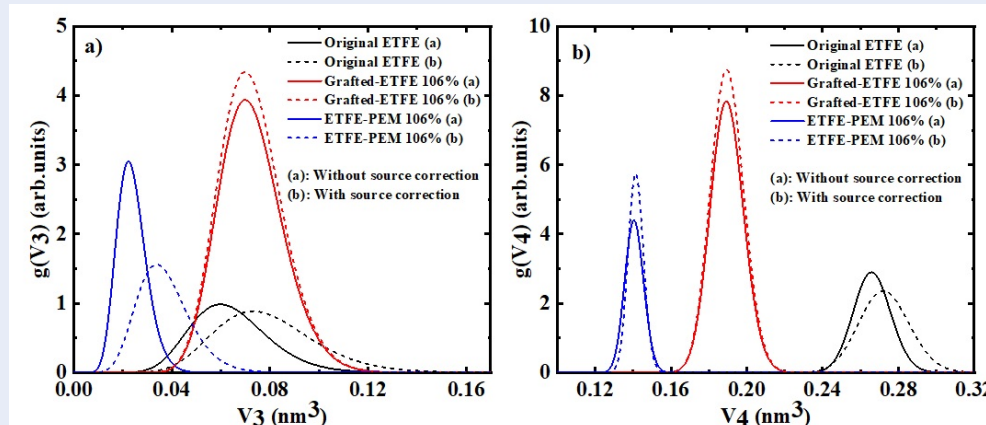 a)
Original ETFE (a)
Original ETFE (b)
Grafted-ETFE 106% (a)
Grafted-ETFE 106% (b)
ETFE-PEM 106% (a)
ETFE-PEM 106% (b)
(a): Without source correction
(b): With source correction
g(V3) (arb.units)
5
4
3
2
1
0
0.00
0.04
0.08
0.12
0.16
V3 (nm3)
b)
Original ETFE (a)
Original ETFE (b)
Grafted-ETFE 106% (a)
Grafted-ETFE 106% (b)
ETFE-PEM 106% (a)
ETFE-PEM 106% (b)
(a): Without source correction
(b): With source correction
g(V4) (arb.units)
10
8
6
4
2
0
0.12
0.16
0.20
0.24
0.28
0.32
V4 (nm3)